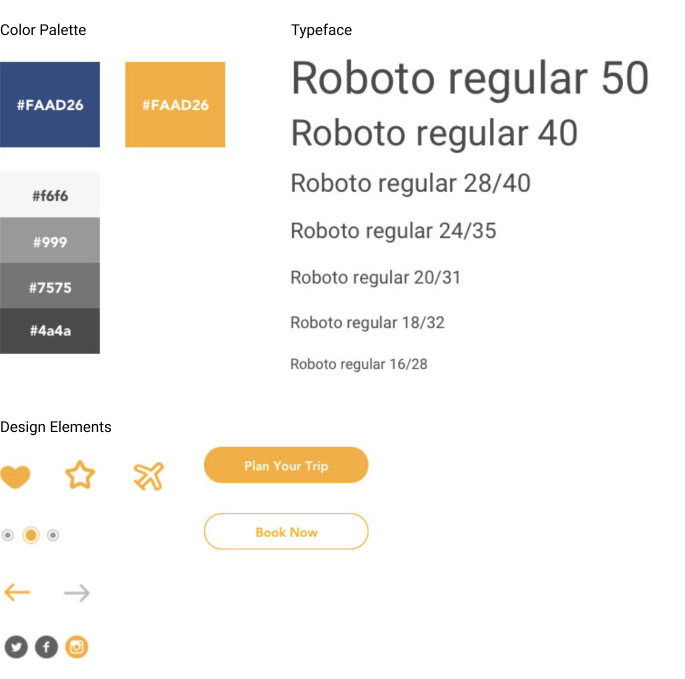 Color Palette
Typeface
#FAAD26
#FAAD26
#f6f6
#999
#7575
#4a4a
Roboto regular 50
Roboto regular 40
Roboto regular 28/40
Roboto regular 24/35
Roboto regular 20/31
Roboto regular 18/32
Roboto regular 16/28
Design Elements
Plan Your Trip
Book Now